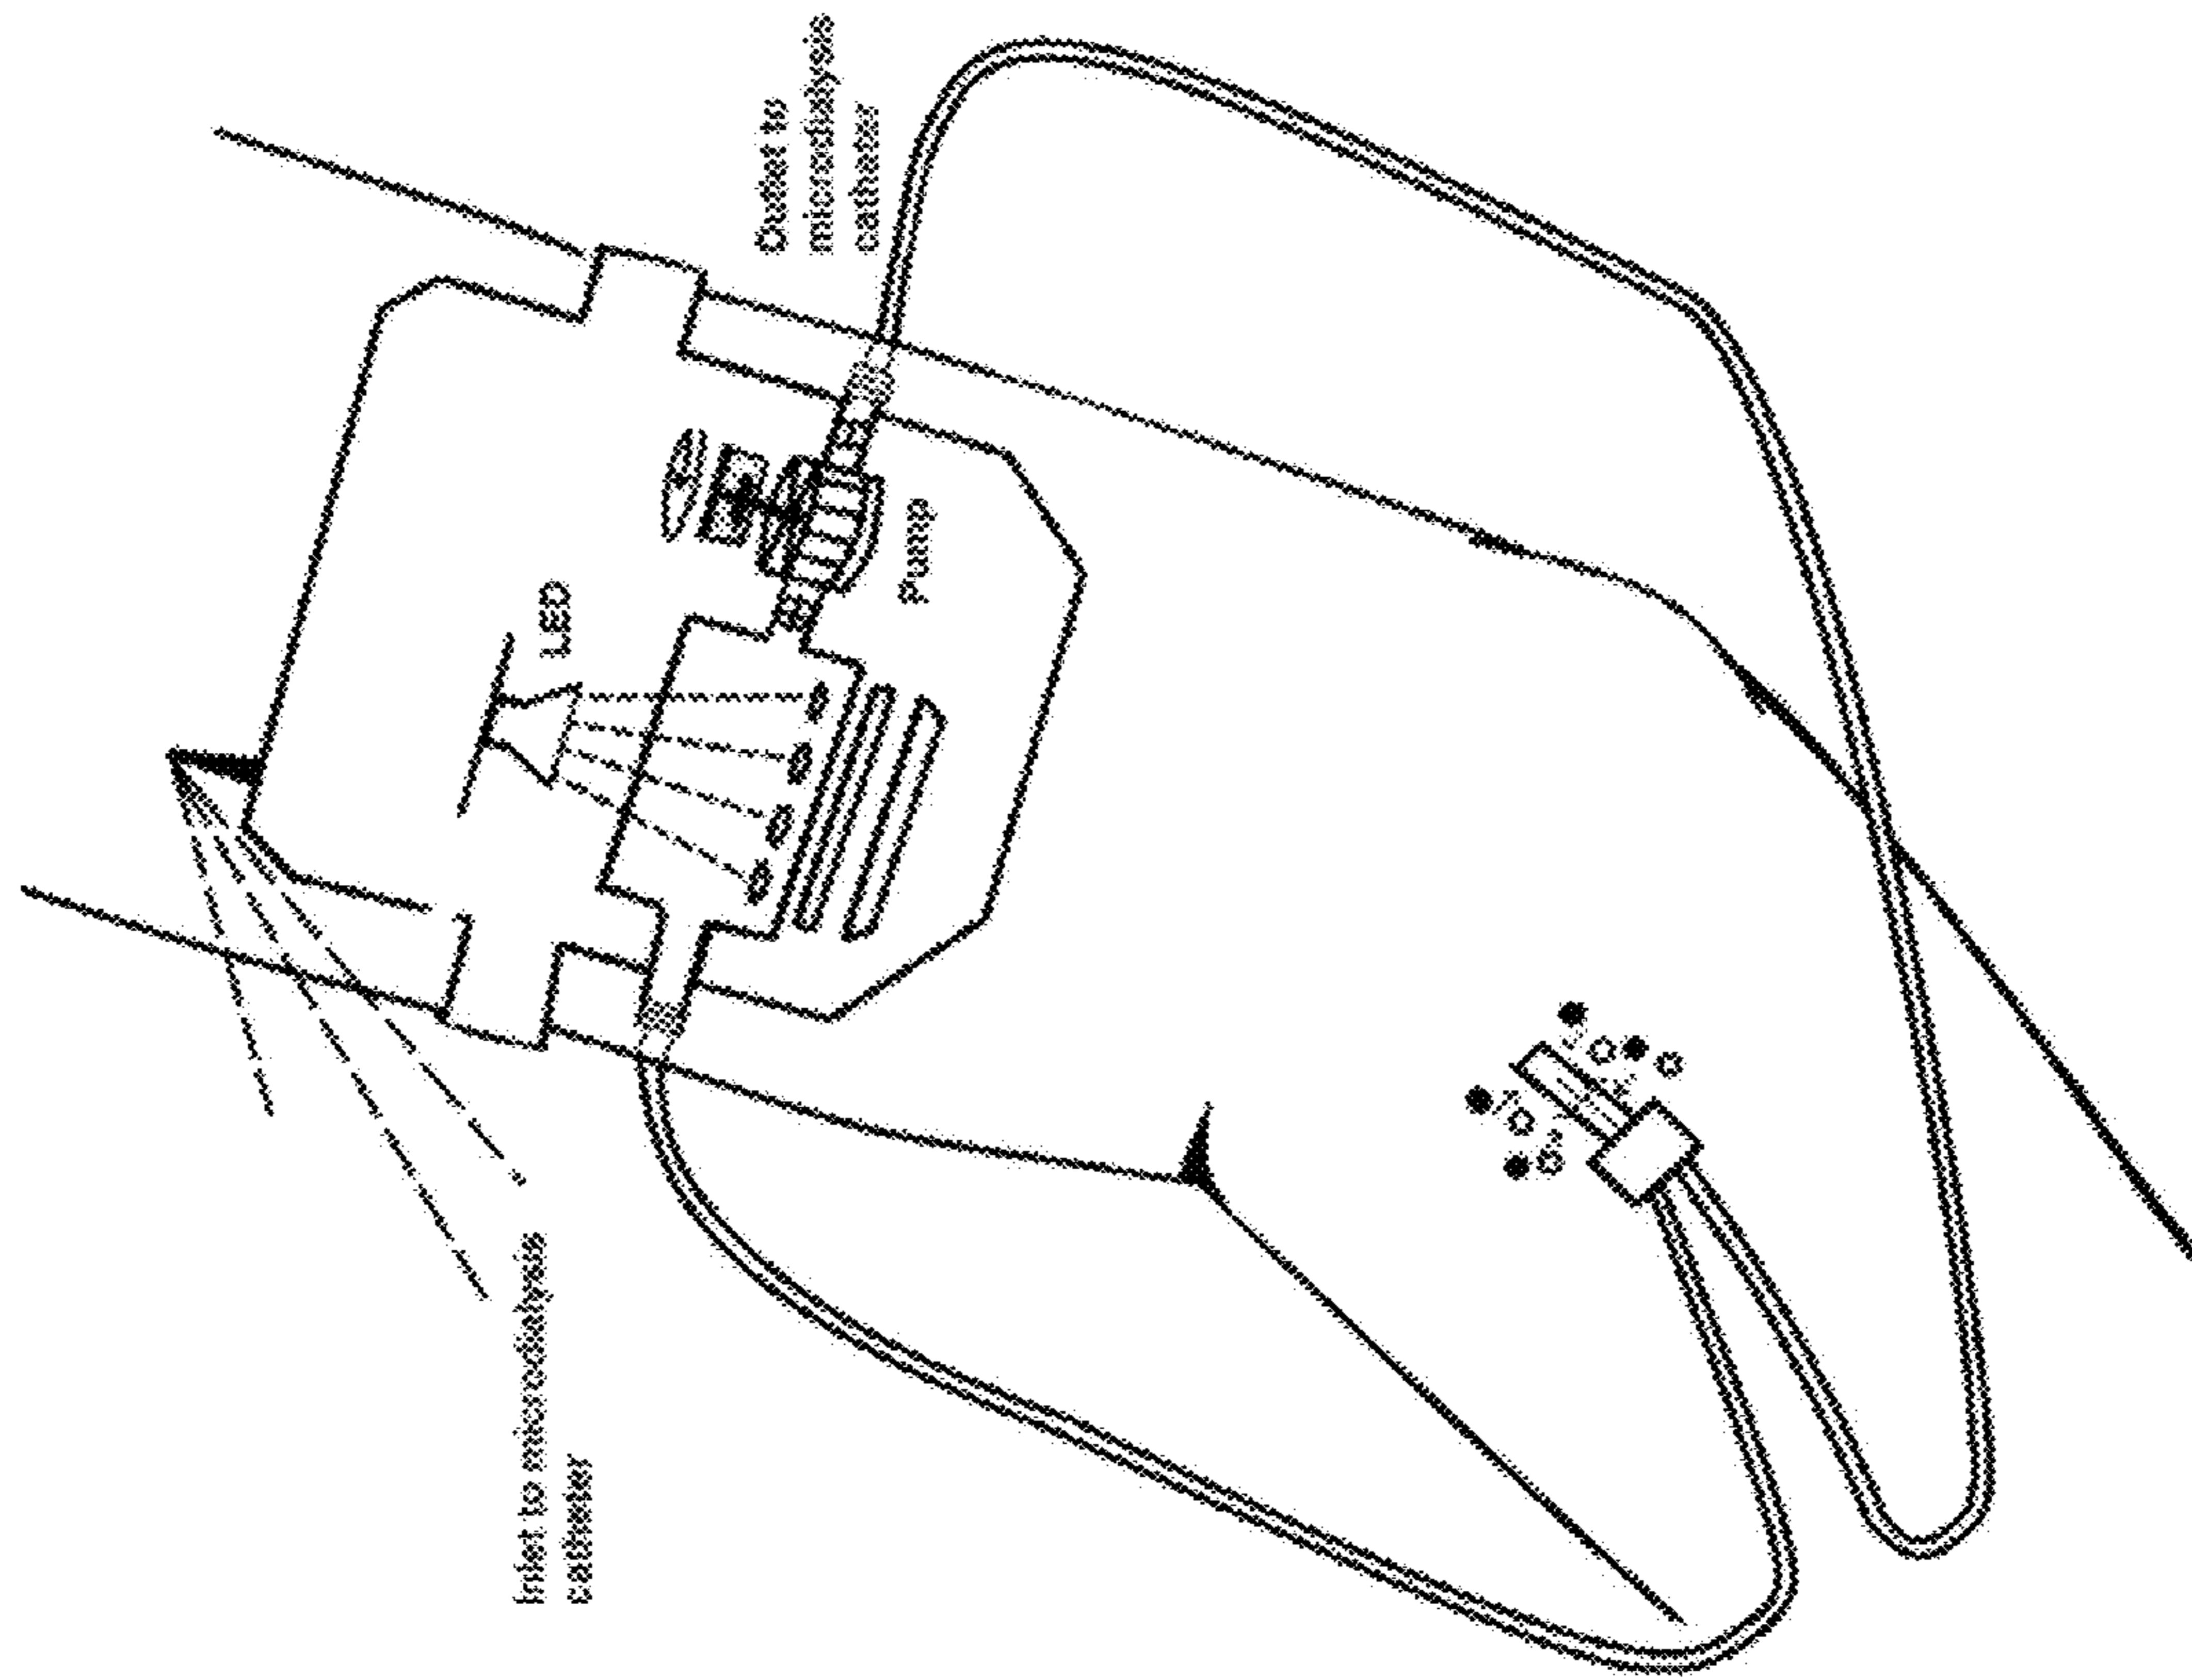 Outlet to
microdialysis
catheter
LED
Pump
Inlet to microdialysis
catheter